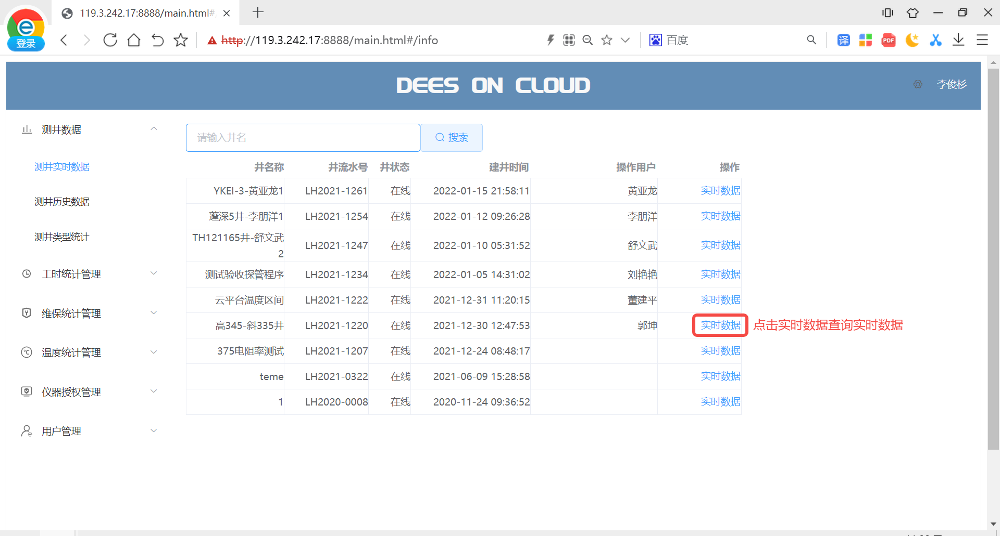 119.3.242.17:8888/main.html#
登录
http://119.3.242.17:8888/main.html#/info
百度
译
PDF
DEES ON CLOUD
李俊杉
测井数据
测井实时数据
测井历史数据
测井类型统计
工时统计管理
维保统计管理
℃ 温度统计管理
仪器授权管理
用户管理
请输入井名
搜索
井名称 井流水号 井状态 建井时间 操作用户 操作
YKEI-3-黄亚龙1 LH2021-1261 在线 2022-01-15 21:58:11 黄亚龙 实时数据
蓬深5井-李朋洋1 LH2021-1254 在线 2022-01-12 09:26:28 李朋洋 实时数据
TH121165井-舒文武
2 LH2021-1247 在线 2022-01-10 05:31:52 舒文武 实时数据
测试验收探管程序 LH2021-1234 在线 2022-01-05 14:31:02 刘艳艳 实时数据
云平台温度区间 LH2021-1222 在线 2021-12-31 11:20:15 董建平 实时数据
高345-斜335井 LH2021-1220 在线 2021-12-30 12:47:53 郭坤 实时数据 点击实时数据查询实时数据
375电阻率测试 LH2021-1207 在线 2021-12-24 08:48:17 实时数据
teme LH2021-0322 在线 2021-06-09 15:28:58 实时数据
1 LH2020-0008 在线 2020-11-24 09:36:52 实时数据